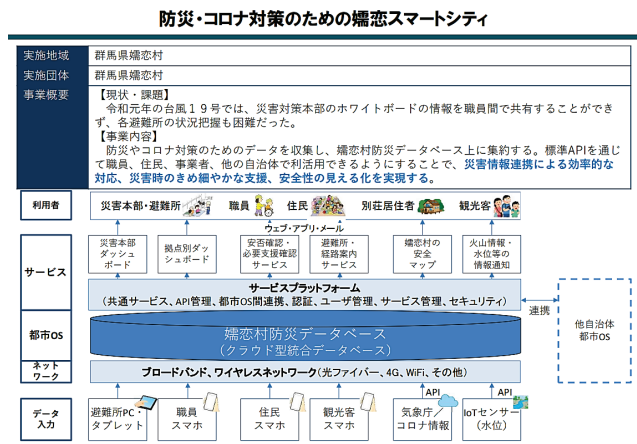 防災・コロナ対策のための嬬恋スマートシティ
実施地域 群馬県嬬恋村
実施団体 群馬県嬬恋村
事業概要 【現状・課題】
令和元年の台風１９号では、災害対策本部のホワイトボードの情報を職員間で共有することができ
ず、各避難所の状況把握も困難だった。
【事業内容】
防災やコロナ対策のためのデータを収集し、嬬恋村防災データベース上に集約する。標準APIを通じ
て職員、住民、事業者、他の自治体で利活用できるようにすることで、災害情報連携による効率的な
対応、災害時のきめ細やかな支援、安全性の見える化を実現する。
利用者 災害本部・避難所 職員 住民 別荘居住者 観光客
ウェブ・アプリ・メール
サービス
災害本部
ダッシュ
ボード
拠点別ダッ
シュボード
安否確認・
必要支援確認
サービス
避難所・
経路案内
サービス
嬬恋村の
安全
マップ
火山情報・
水位等の
情報通知
サービスプラットフォーム
（共通サービス、API管理、都市OS間連携、認証、ユーザ管理、サービス管理、セキュリティ）
連携
他自治体
都市OS
都市OS
嬬恋村防災データベース
（クラウド型統合データベース）
ネット
ワーク
ブロードバンド、ワイヤレスネットワーク（光ファイバー、4G、WiFi、その他）
API API
データ
入力
避難所PC・
タブレット
職員
スマホ
住民
スマホ
観光客
スマホ
気象庁／
コロナ情報
IoTセンサー
（水位）